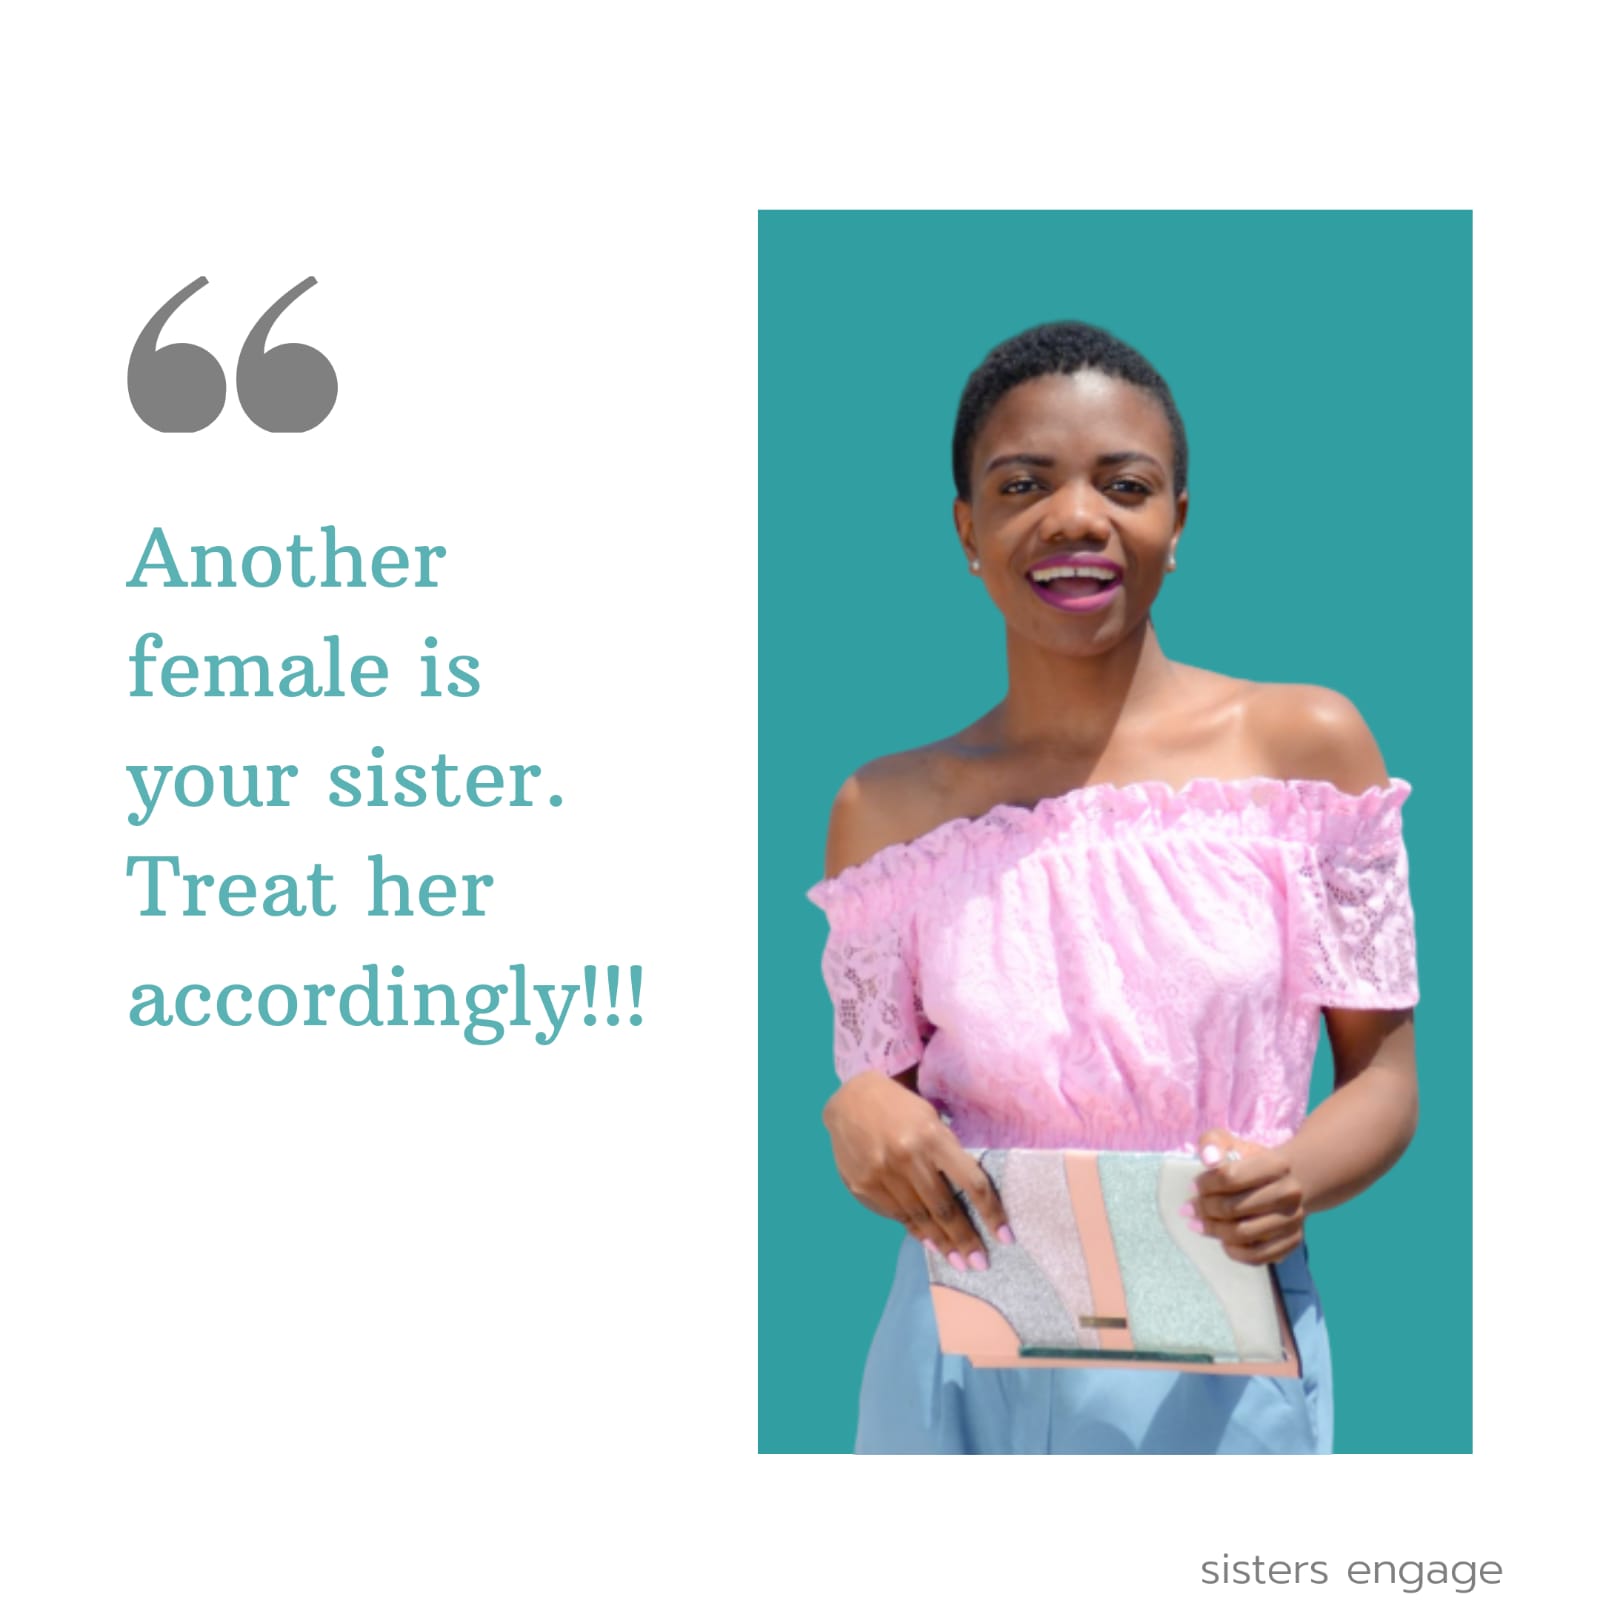 Another
female is
your sister.
Treat her
accordingly!!!
sisters engage